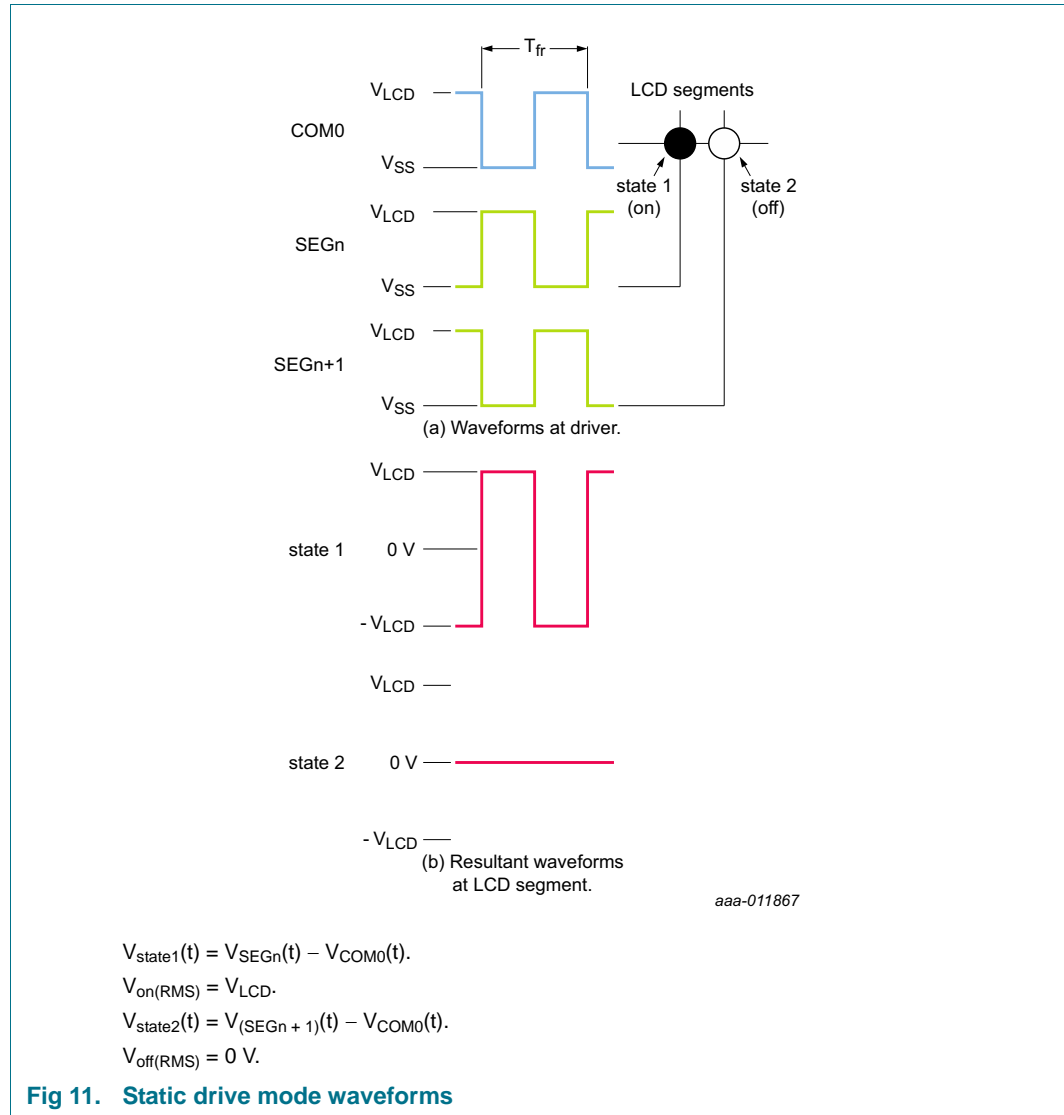 T_fr
V_LCD
LCD segments
COM0
V_SS
state 1
(on)
state 2
(off)
V_LCD
SEGn
V_SS
V_LCD
SEGn+1
V_SS
(a) Waveforms at driver.
V_LCD
state 1 0 V
- V_LCD
V_LCD
state 2 0 V
- V_LCD
(b) Resultant waveforms
at LCD segment.
aaa-011867
V_state1(t) = V_SEGn(t) − V_COM0(t).
V_on(RMS) = V_LCD.
V_state2(t) = V_(SEGn + 1)(t) − V_COM0(t).
V_off(RMS) = 0 V.
Fig 11. Static drive mode waveforms